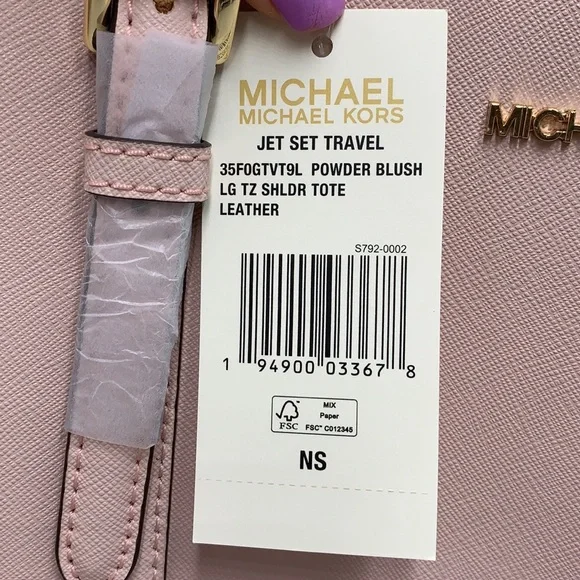 MICHAEL
MICHAEL KORS
JET SET TRAVEL
35F0GTVT9L POWDER BLUSH
LG TZ SHLDR TOTE
LEATHER
S792-0002
1 94900 03367 8
FSC
MIX
Paper
FSC™ C012345
NS
MICH